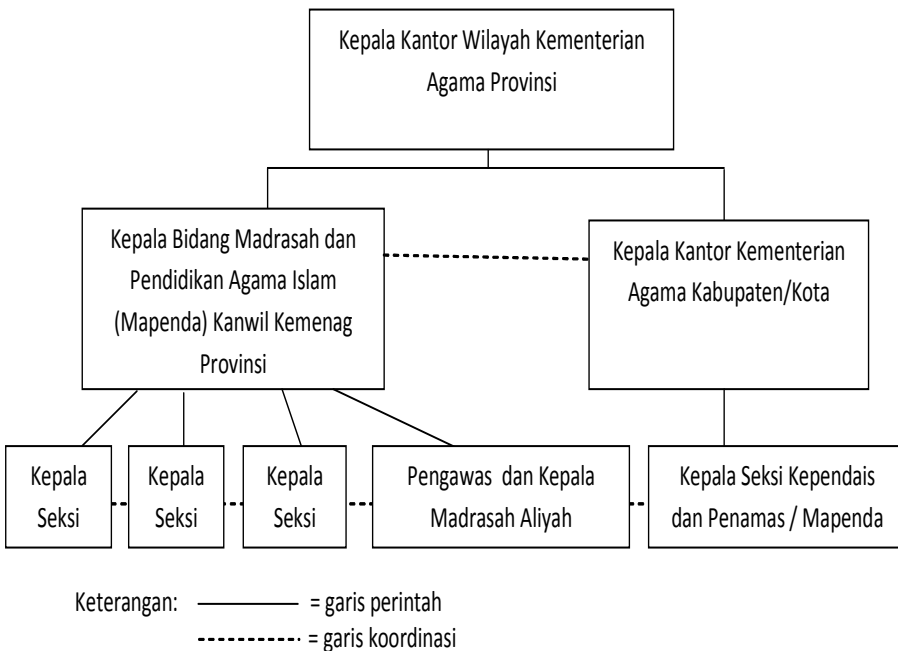 Kepala Kantor Wilayah Kementerian
Agama Provinsi
Kepala Bidang Madrasah dan
Pendidikan Agama Islam
(Mapenda) Kanwil Kemenag
Provinsi
Kepala Kantor Kementerian
Agama Kabupaten/Kota
Kepala
Seksi
Kepala
Seksi
Kepala
Seksi
Pengawas dan Kepala
Madrasah Aliyah
Kepala Seksi Kependais
dan Penamas / Mapenda
Keterangan: = garis perintah
= garis koordinasi